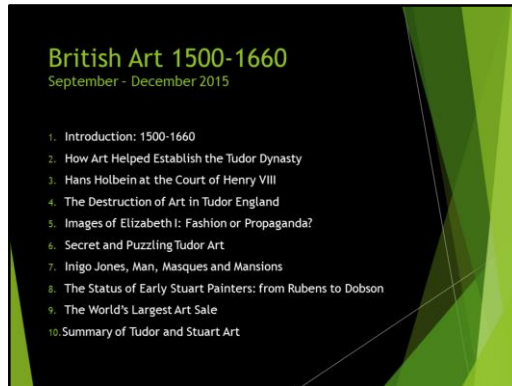 British Art 1500-1660
September – December 2015
1. Introduction: 1500-1660
2. How Art Helped Establish the Tudor Dynasty
3. Hans Holbein at the Court of Henry VIII
4. The Destruction of Art in Tudor England
5. Images of Elizabeth I: Fashion or Propaganda?
6. Secret and Puzzling Tudor Art
7. Inigo Jones, Man, Masques and Mansions
8. The Status of Early Stuart Painters: from Rubens to Dobson
9. The World's Largest Art Sale
10. Summary of Tudor and Stuart Art